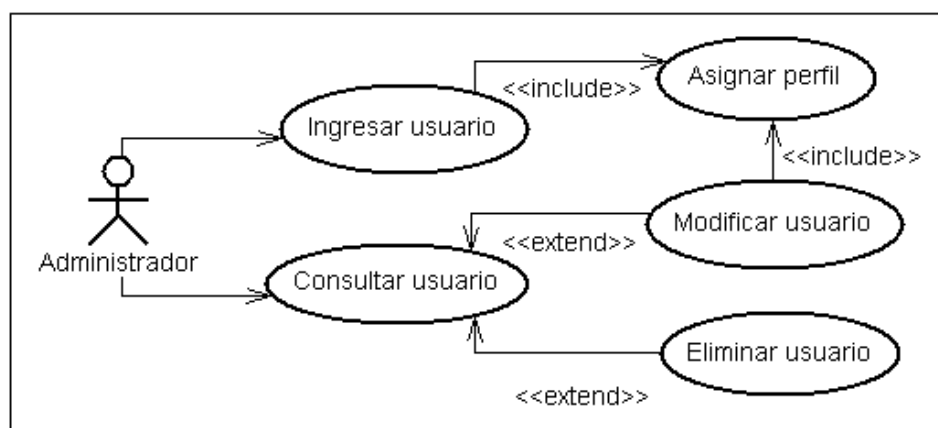 Asignar perfil
<<include>>
Ingresar usuario
<<include>>
Modificar usuario
<<extend>>
Administrador
Consultar usuario
Eliminar usuario
<<extend>>